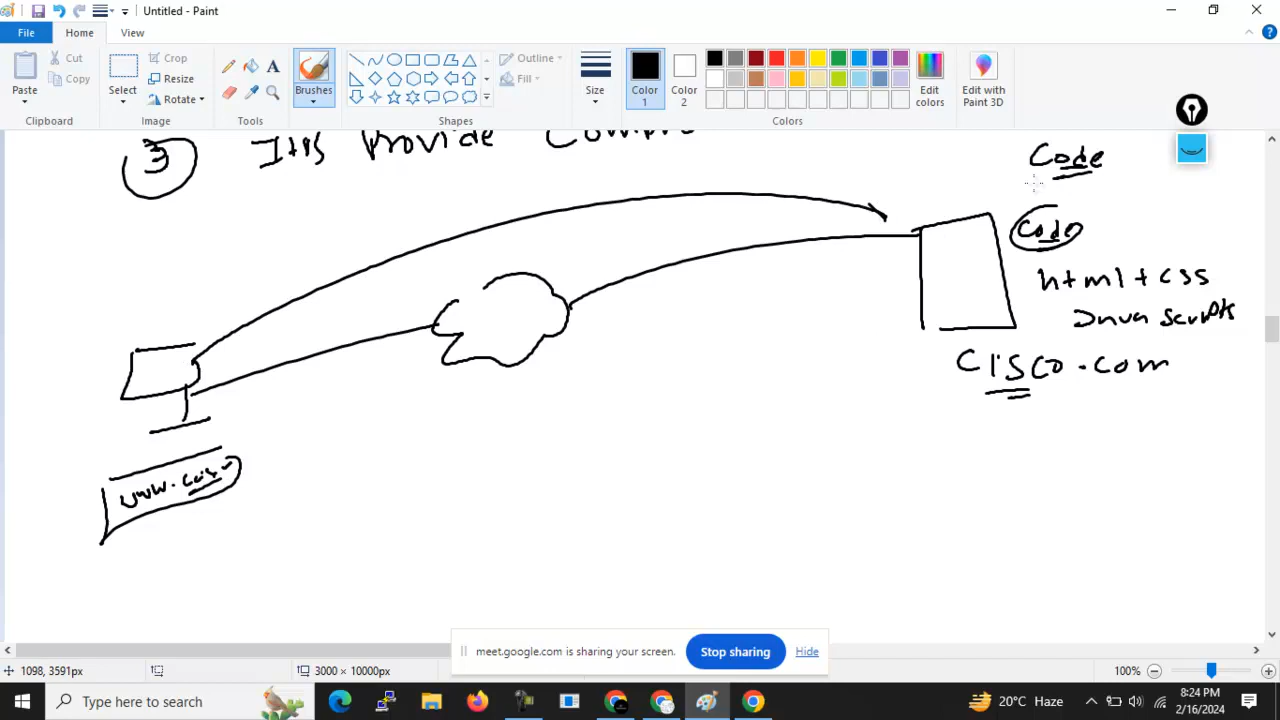 Untitled - Paint
File Home View
Paste
Cut
Copy
Clipboard
Select
Crop
Resize
Rotate
Image
A
Tools
Brushes
Outline
Fill
Shapes
Size
Color 1
Color 2
Edit colors
Colors
Edit with Paint 3D
3 Provide
Code
Code
html + css
Java Scripts
Cisco.com
www.
meet.google.com is sharing your screen. Stop sharing Hide
1098, 3591px 3000 × 10000px 100%
Type here to search 20°C Haze 8:24 PM
2/16/2024